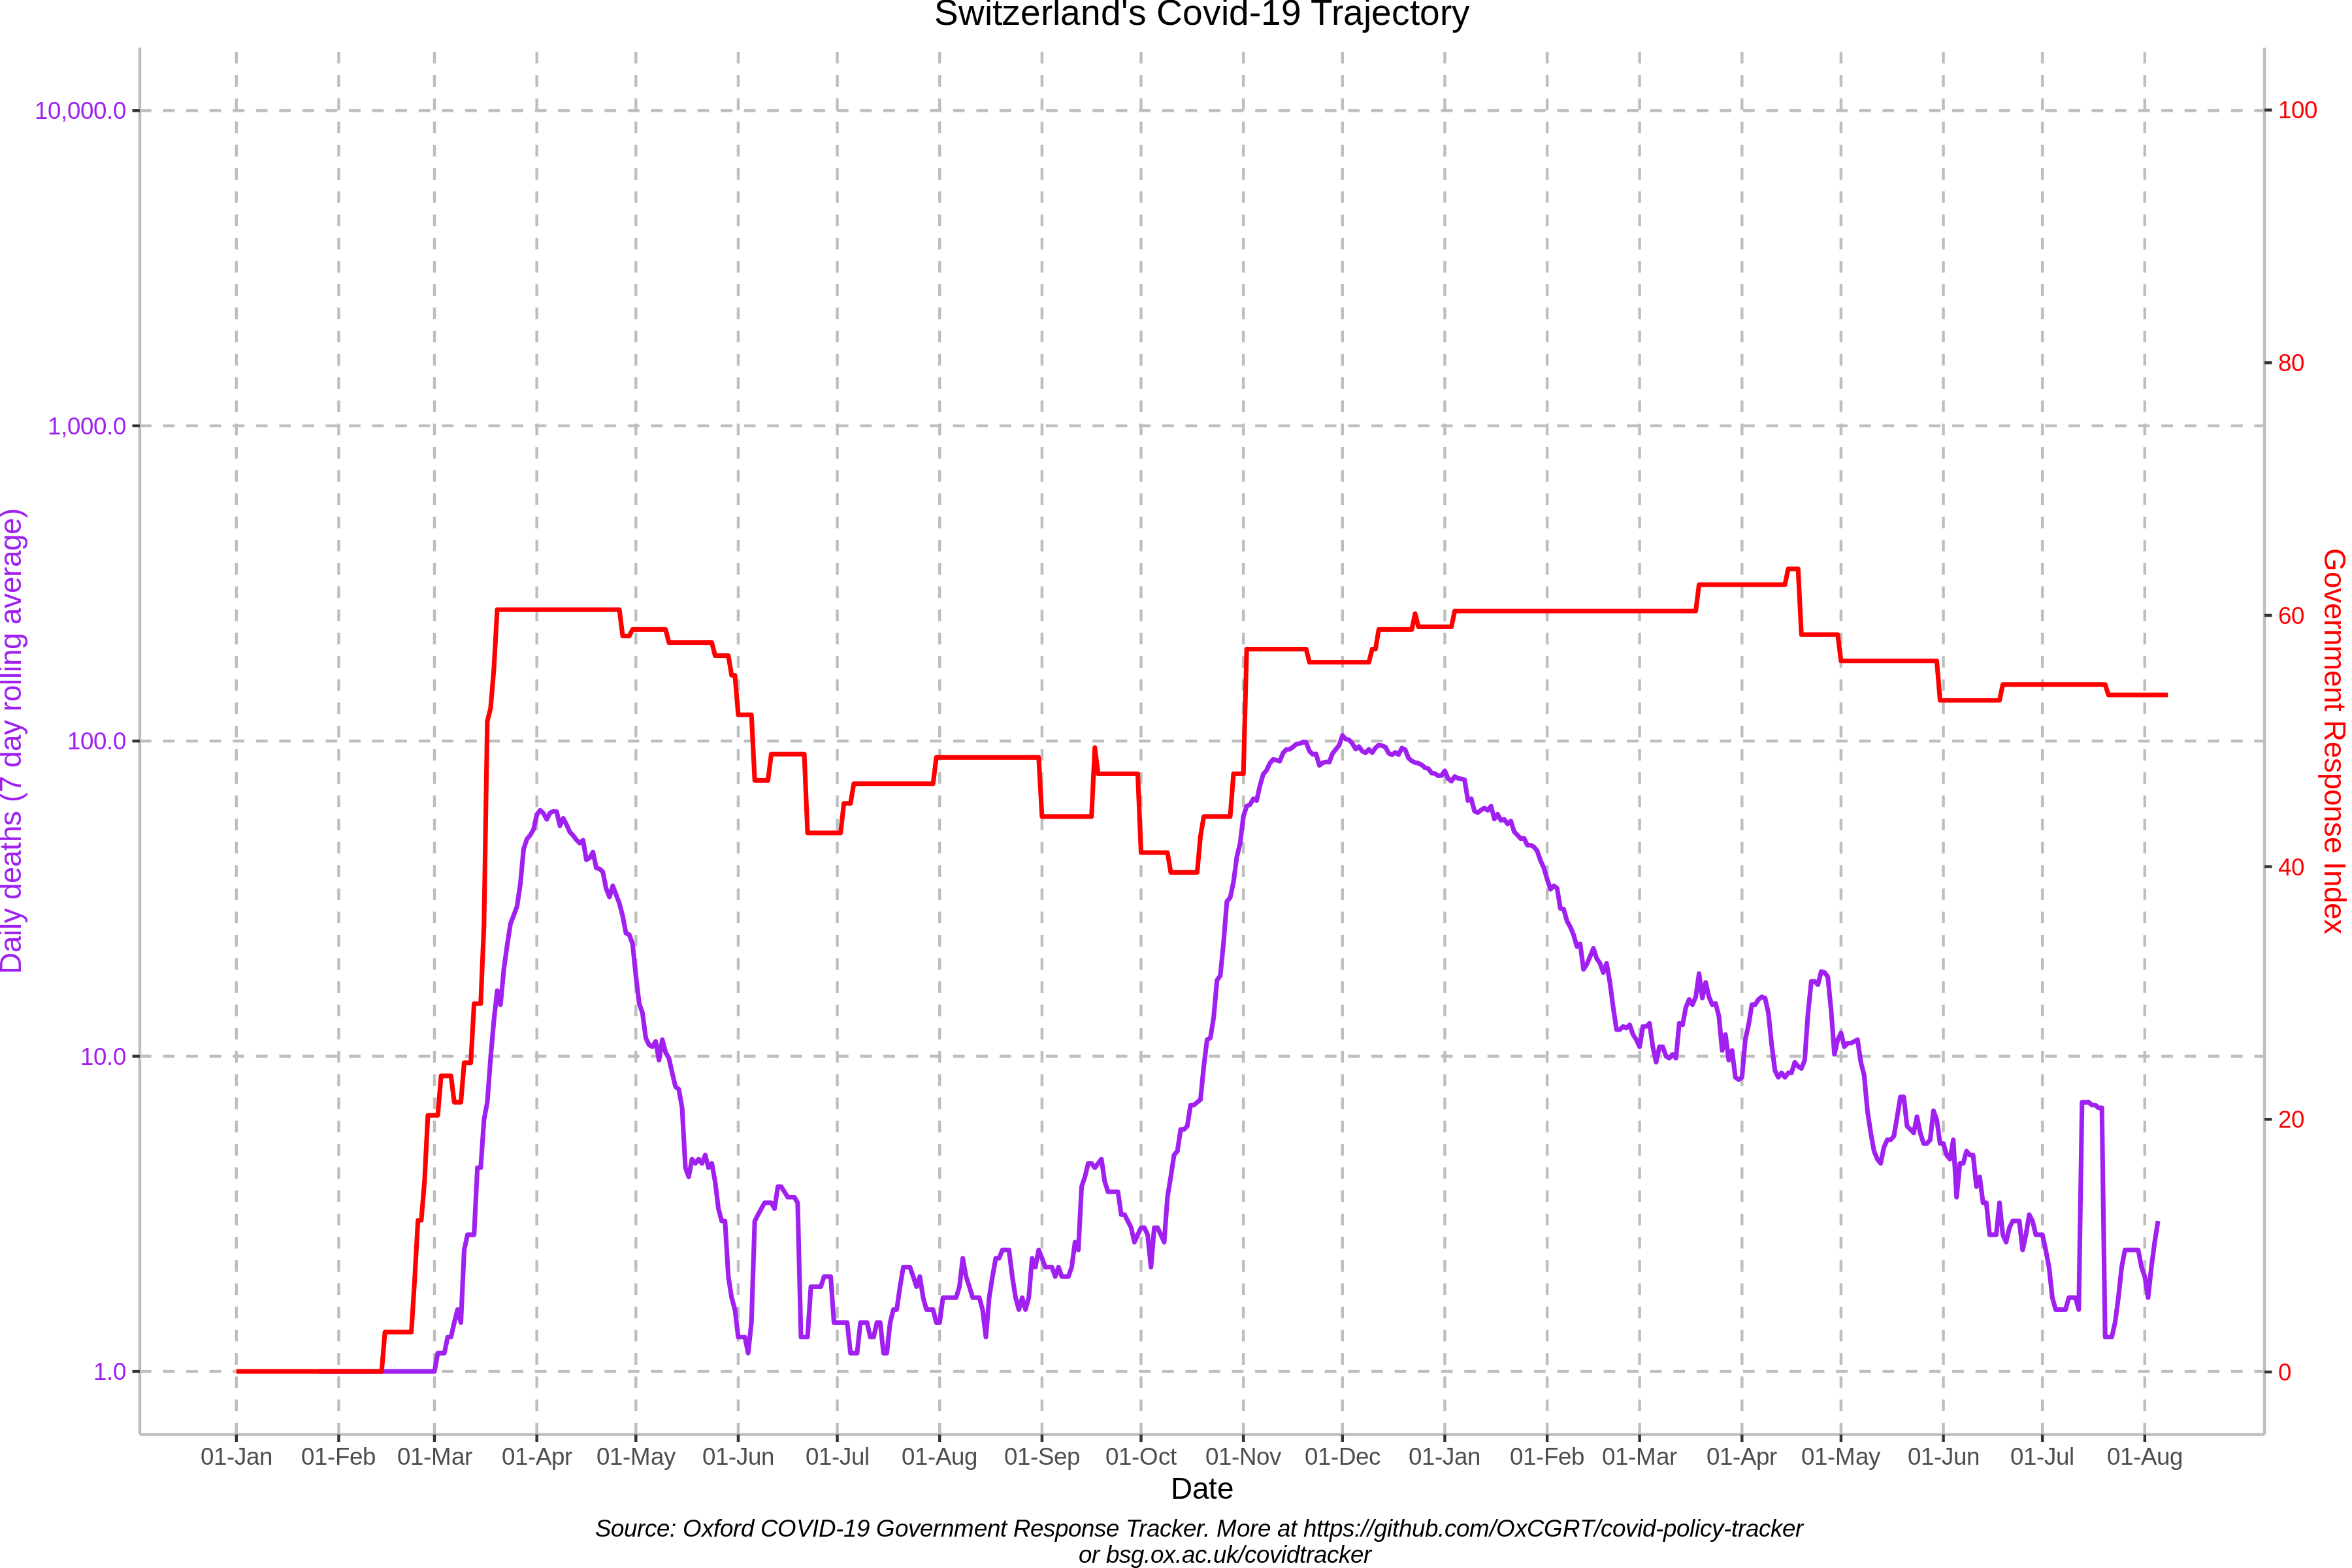 Switzerland's Covid-19 Trajectory
10,000.0
1,000.0
100.0
10.0
1.0
Daily deaths (7 day rolling average)
100
80
60
40
20
0
Government Response Index
01-Jan 01-Feb 01-Mar 01-Apr 01-May 01-Jun 01-Jul 01-Aug 01-Sep 01-Oct 01-Nov 01-Dec 01-Jan 01-Feb 01-Mar 01-Apr 01-May 01-Jun 01-Jul 01-Aug
Date
Source: Oxford COVID-19 Government Response Tracker. More at https://github.com/OxCGRT/covid-policy-tracker
or bsg.ox.ac.uk/covidtracker